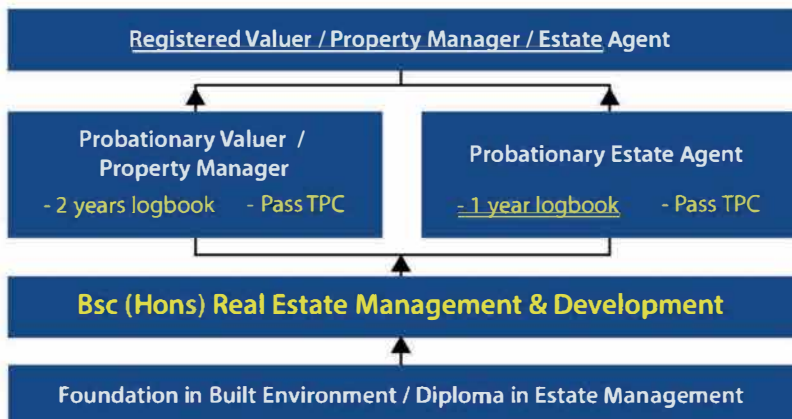 Registered Valuer / Property Manager / Estate Agent
Probationary Valuer /
Property Manager
- 2 years logbook - Pass TPC
Probationary Estate Agent
- 1 year logbook - Pass TPC
Bsc (Hons) Real Estate Management & Development
Foundation in Built Environment / Diploma in Estate Management